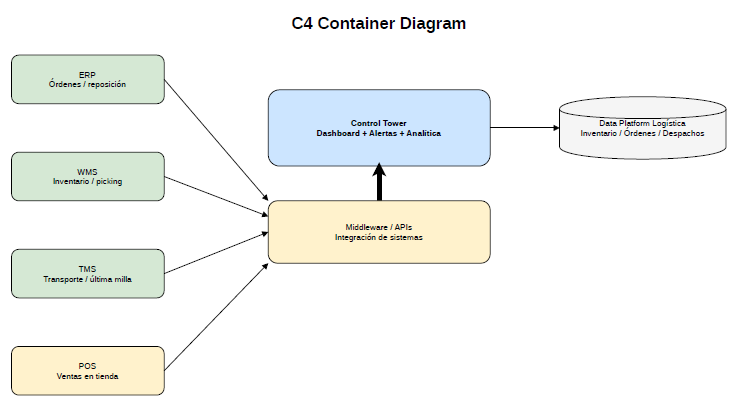 C4 Container Diagram
ERP
Órdenes / reposición
Control Tower
Dashboard + Alertas + Analítica
Data Platform Logística
Inventario / Órdenes / Despachos
WMS
Inventario / picking
Middleware / APIs
Integración de sistemas
TMS
Transporte / última milla
POS
Ventas en tienda